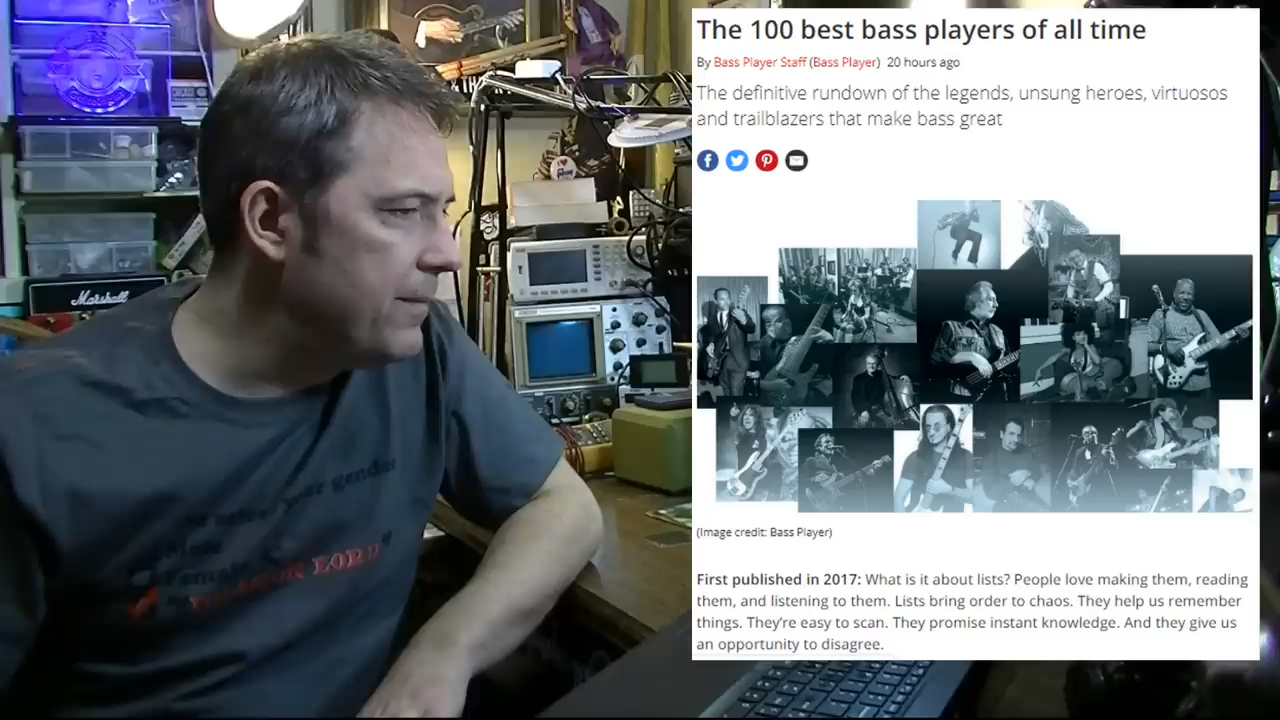 The 100 best bass players of all time
By Bass Player Staff (Bass Player) 20 hours ago
The definitive rundown of the legends, unsung heroes, virtuosos
and trailblazers that make bass great
(Image credit: Bass Player)
First published in 2017: What is it about lists? People love making them, reading
them, and listening to them. Lists bring order to chaos. They help us remember
things. They’re easy to scan. They promise instant knowledge. And they give us
an opportunity to disagree.
Marshall
your gender
LORD